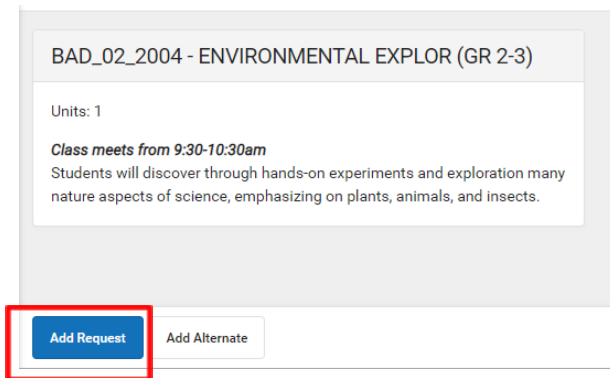 BAD_02_2004 - ENVIRONMENTAL EXPLOR (GR 2-3)
Units: 1
Class meets from 9:30-10:30am
Students will discover through hands-on experiments and exploration many
nature aspects of science, emphasizing on plants, animals, and insects.
Add Request Add Alternate